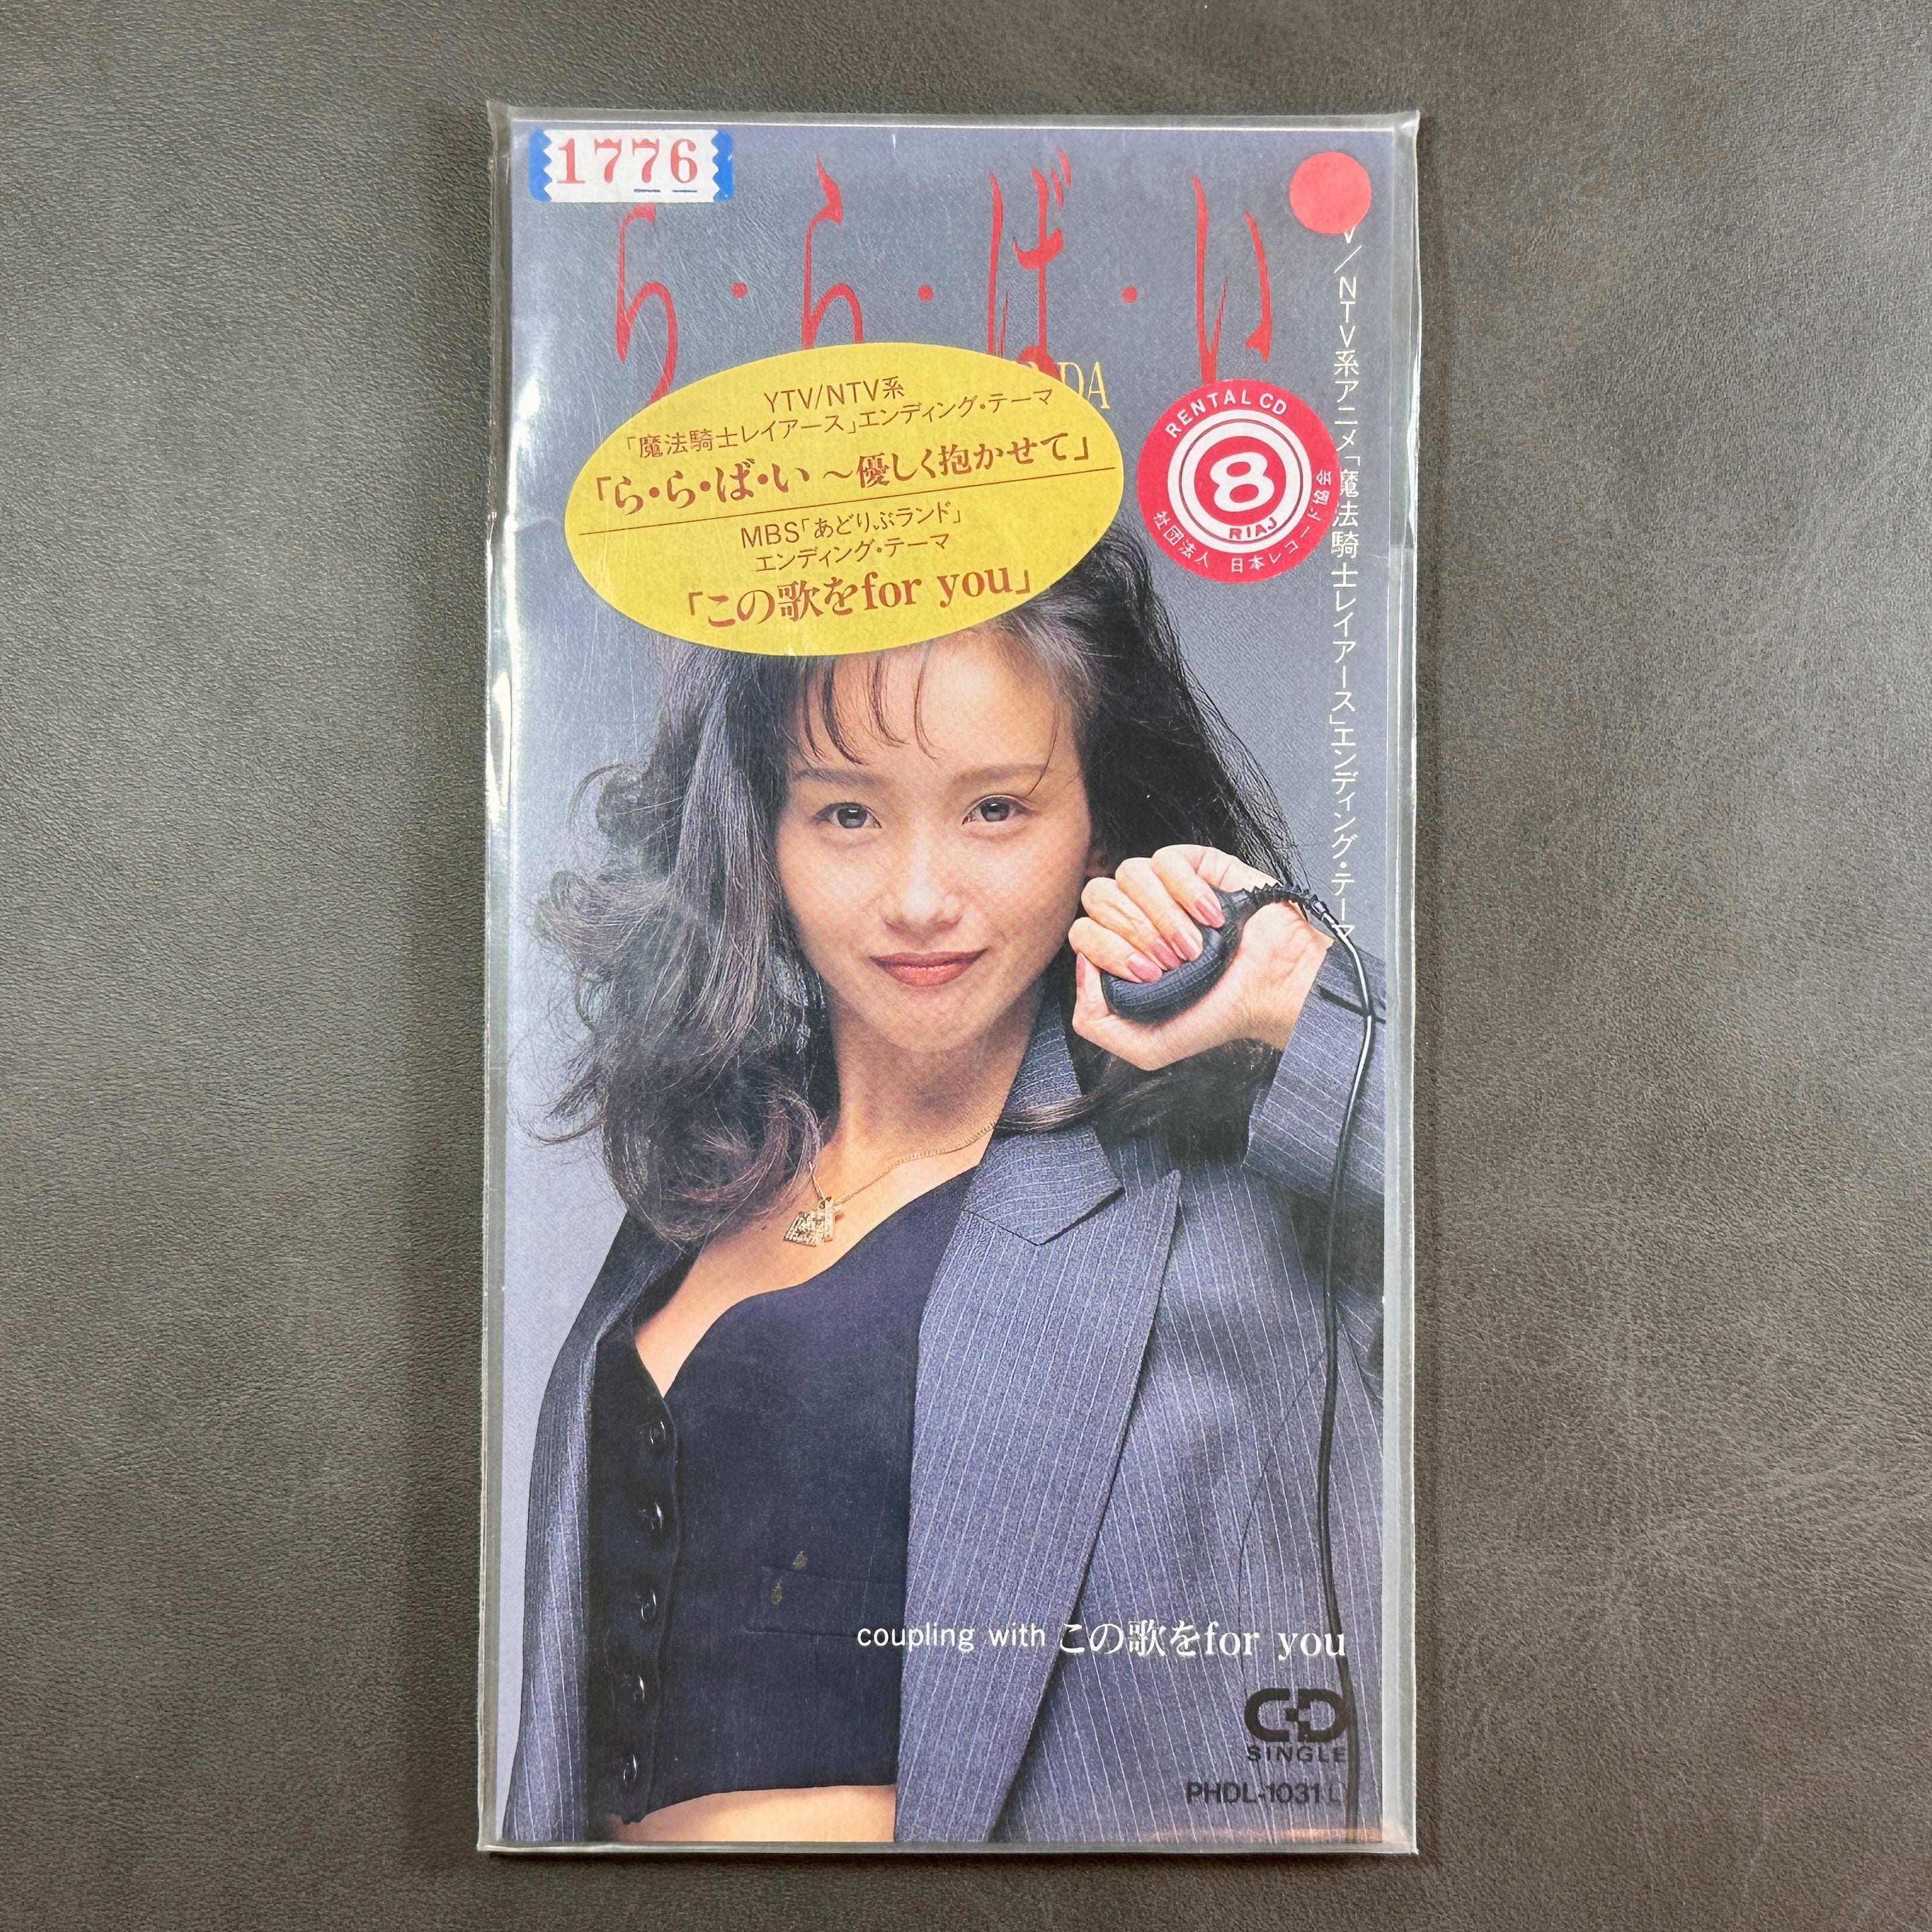 1776
ら・ら・ば・い
DA
YTV/NTV系
「魔法騎士レイアース」エンディング・テーマ
「ら・ら・ば・い ～優しく抱かせて」
MBS「あどりぶランド」
エンディング・テーマ
「この歌をfor you」
RENTAL CD
8
RIAJ
社団法人 日本レコード協会
V／NTV系アニメ「魔法騎士レイアース」エンディング・テーマ
coupling with この歌をfor you
CD
SINGLE
PHDL-1031